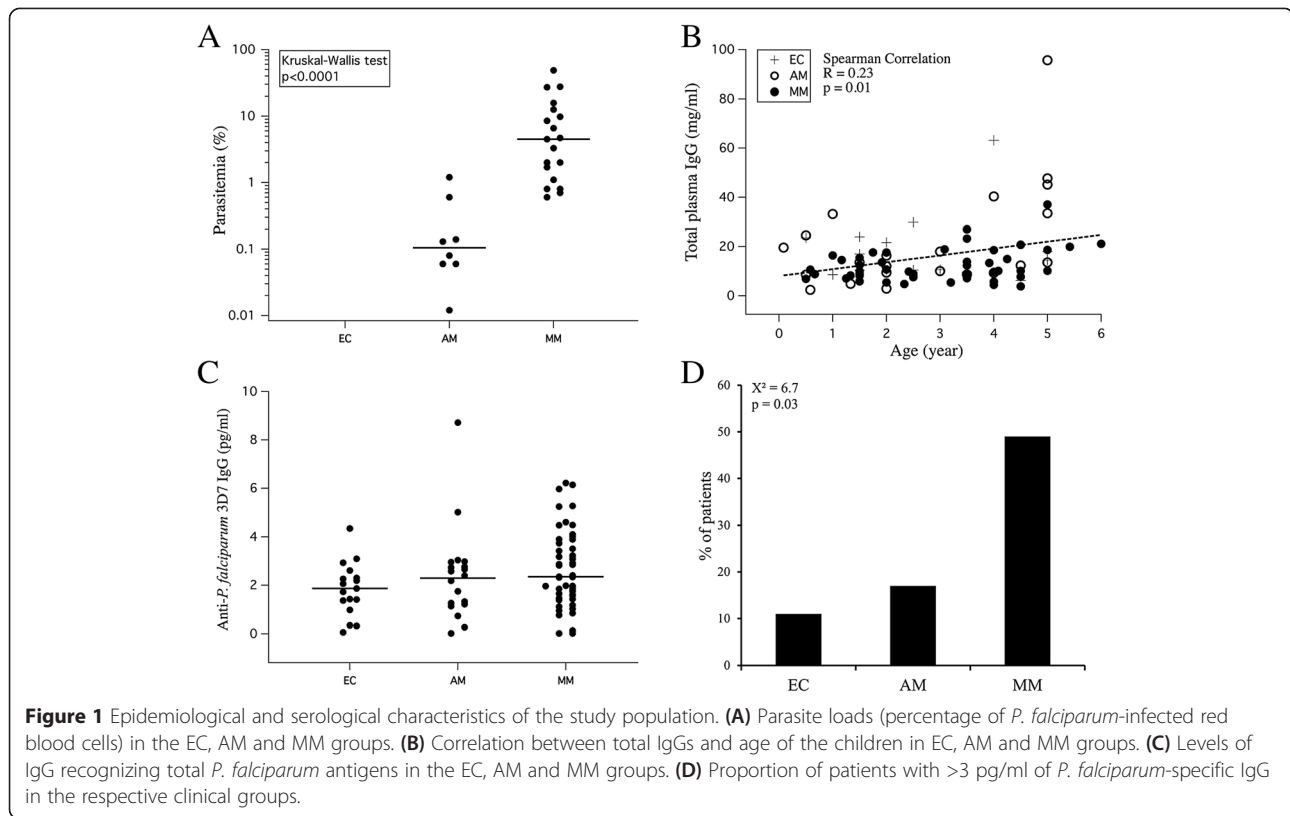 A
Kruskal-Wallis test
p<0.0001
100
10
1
0.1
0.01
Parasitemia (%)
EC AM MM
B
EC
AM
MM
Spearman Correlation
R = 0.23
p = 0.01
100
80
60
40
20
0
Total plasma IgG (mg/ml)
0 1 2 3 4 5 6
Age (year)
C
10
8
6
4
2
0
Anti-P. falciparum 3D7 IgG (pg/ml)
EC AM MM
D
X² = 6.7
p = 0.03
60
50
40
30
20
10
0
% of patients
EC AM MM
Figure 1 Epidemiological and serological characteristics of the study population. (A) Parasite loads (percentage of P. falciparum-infected red
blood cells) in the EC, AM and MM groups. (B) Correlation between total IgGs and age of the children in EC, AM and MM groups. (C) Levels of
IgG recognizing total P. falciparum antigens in the EC, AM and MM groups. (D) Proportion of patients with >3 pg/ml of P. falciparum-specific IgG
in the respective clinical groups.